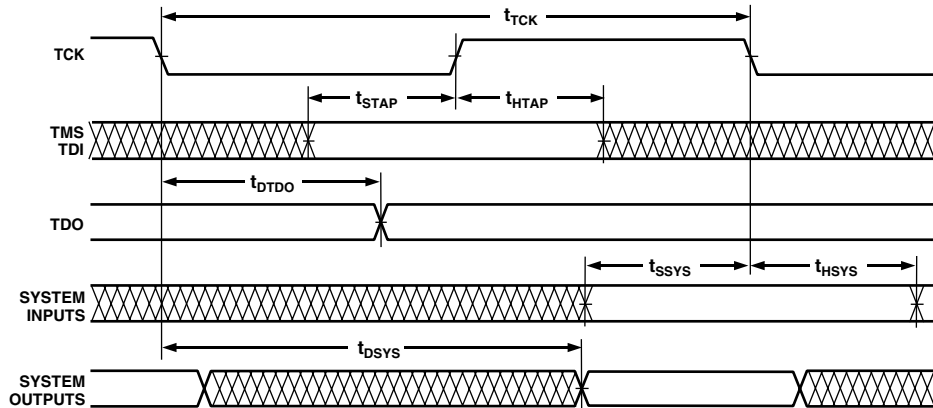 tTCK
TCK
tSTAP
tHTAP
TMS
TDI
tDTDO
TDO
tSSYS
tHSYS
SYSTEM
INPUTS
tDSYS
SYSTEM
OUTPUTS